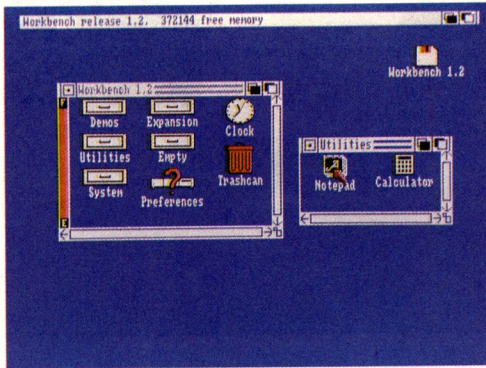 Workbench release 1.2.  372144 free memory
Workbench 1.2
Workbench 1.2
F
Demos
Expansion
Clock
Utilities
Empty
Trashcan
System
Preferences
E
Utilities
Notepad
Calculator